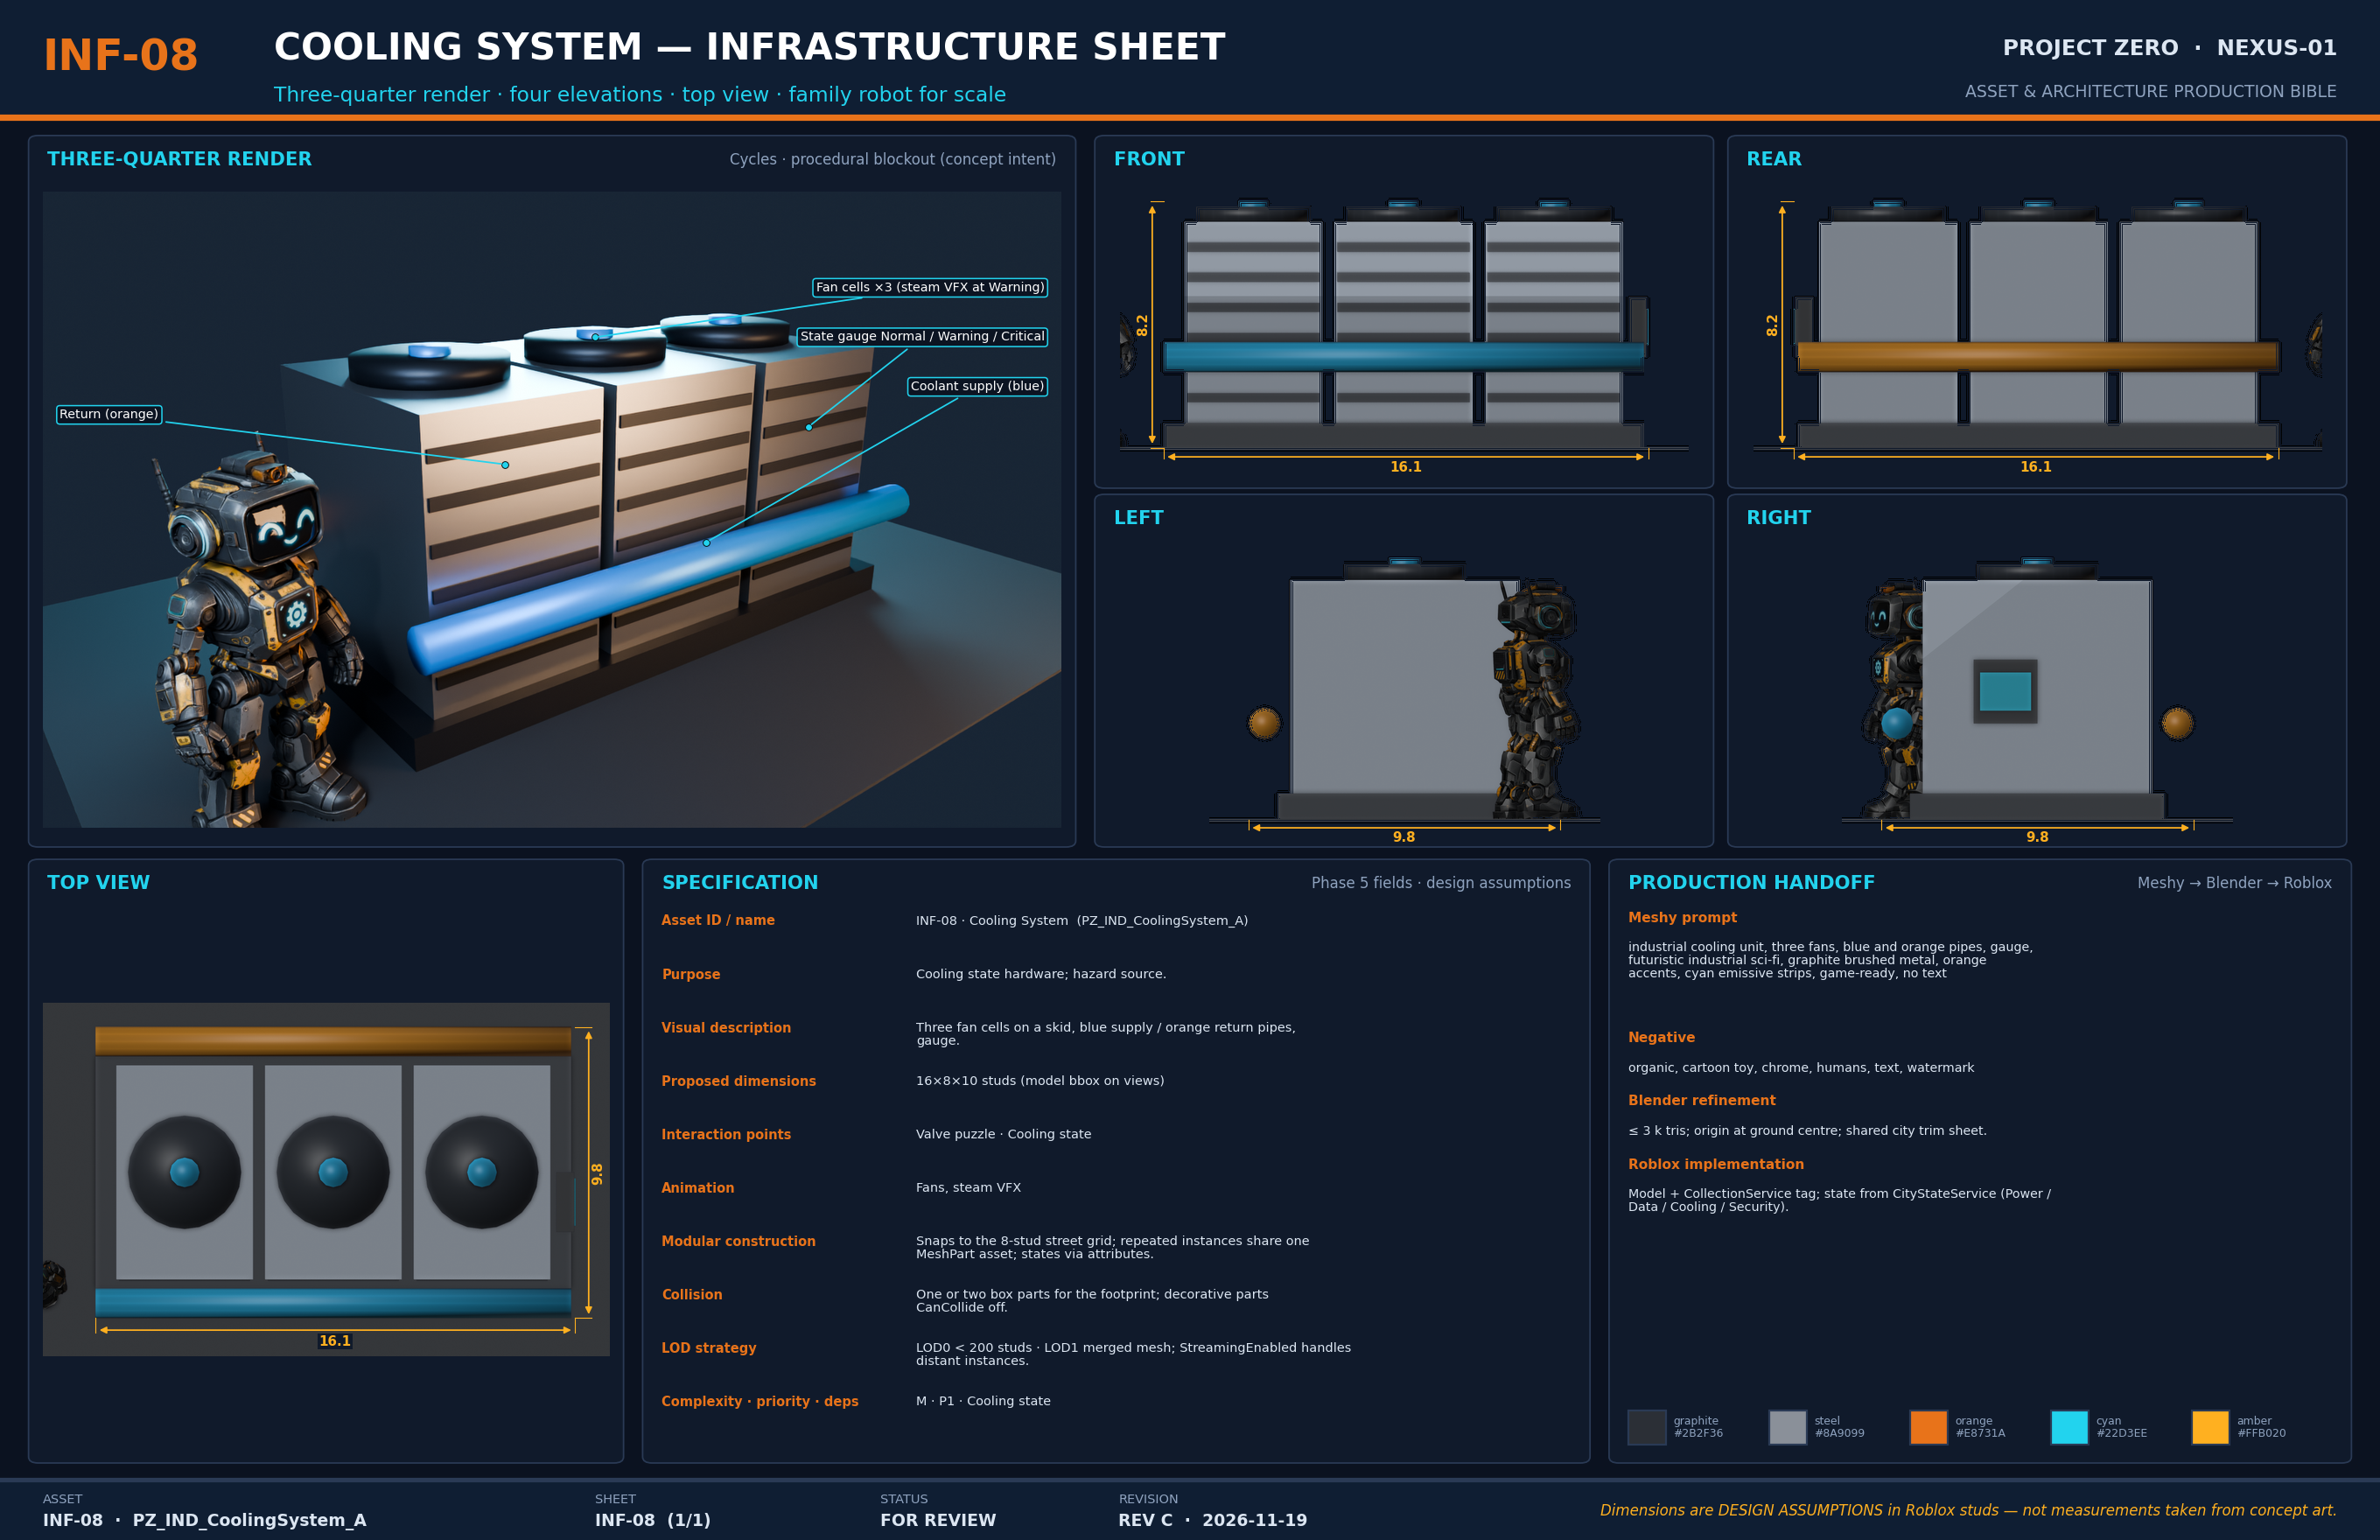 INF-08
COOLING SYSTEM — INFRASTRUCTURE SHEET
Three-quarter render · four elevations · top view · family robot for scale
PROJECT ZERO · NEXUS-01
ASSET & ARCHITECTURE PRODUCTION BIBLE
THREE-QUARTER RENDER
Cycles · procedural blockout (concept intent)
Fan cells ×3 (steam VFX at Warning)
State gauge Normal / Warning / Critical
Coolant supply (blue)
Return (orange)
FRONT
8.2
16.1
REAR
8.2
16.1
LEFT
9.8
RIGHT
9.8
TOP VIEW
9.8
16.1
SPECIFICATION
Phase 5 fields · design assumptions
Asset ID / name
INF-08 · Cooling System (PZ_IND_CoolingSystem_A)
Purpose
Cooling state hardware; hazard source.
Visual description
Three fan cells on a skid, blue supply / orange return pipes,
gauge.
Proposed dimensions
16×8×10 studs (model bbox on views)
Interaction points
Valve puzzle · Cooling state
Animation
Fans, steam VFX
Modular construction
Snaps to the 8-stud street grid; repeated instances share one
MeshPart asset; states via attributes.
Collision
One or two box parts for the footprint; decorative parts
CanCollide off.
LOD strategy
LOD0 < 200 studs · LOD1 merged mesh; StreamingEnabled handles
distant instances.
Complexity · priority · deps
M · P1 · Cooling state
PRODUCTION HANDOFF
Meshy → Blender → Roblox
Meshy prompt
industrial cooling unit, three fans, blue and orange pipes, gauge,
futuristic industrial sci-fi, graphite brushed metal, orange
accents, cyan emissive strips, game-ready, no text
Negative
organic, cartoon toy, chrome, humans, text, watermark
Blender refinement
≤ 3 k tris; origin at ground centre; shared city trim sheet.
Roblox implementation
Model + CollectionService tag; state from CityStateService (Power /
Data / Cooling / Security).
graphite
#2B2F36
steel
#8A9099
orange
#E8731A
cyan
#22D3EE
amber
#FFB020
ASSET
INF-08 · PZ_IND_CoolingSystem_A
SHEET
INF-08 (1/1)
STATUS
FOR REVIEW
REVISION
REV C · 2026-11-19
Dimensions are DESIGN ASSUMPTIONS in Roblox studs — not measurements taken from concept art.